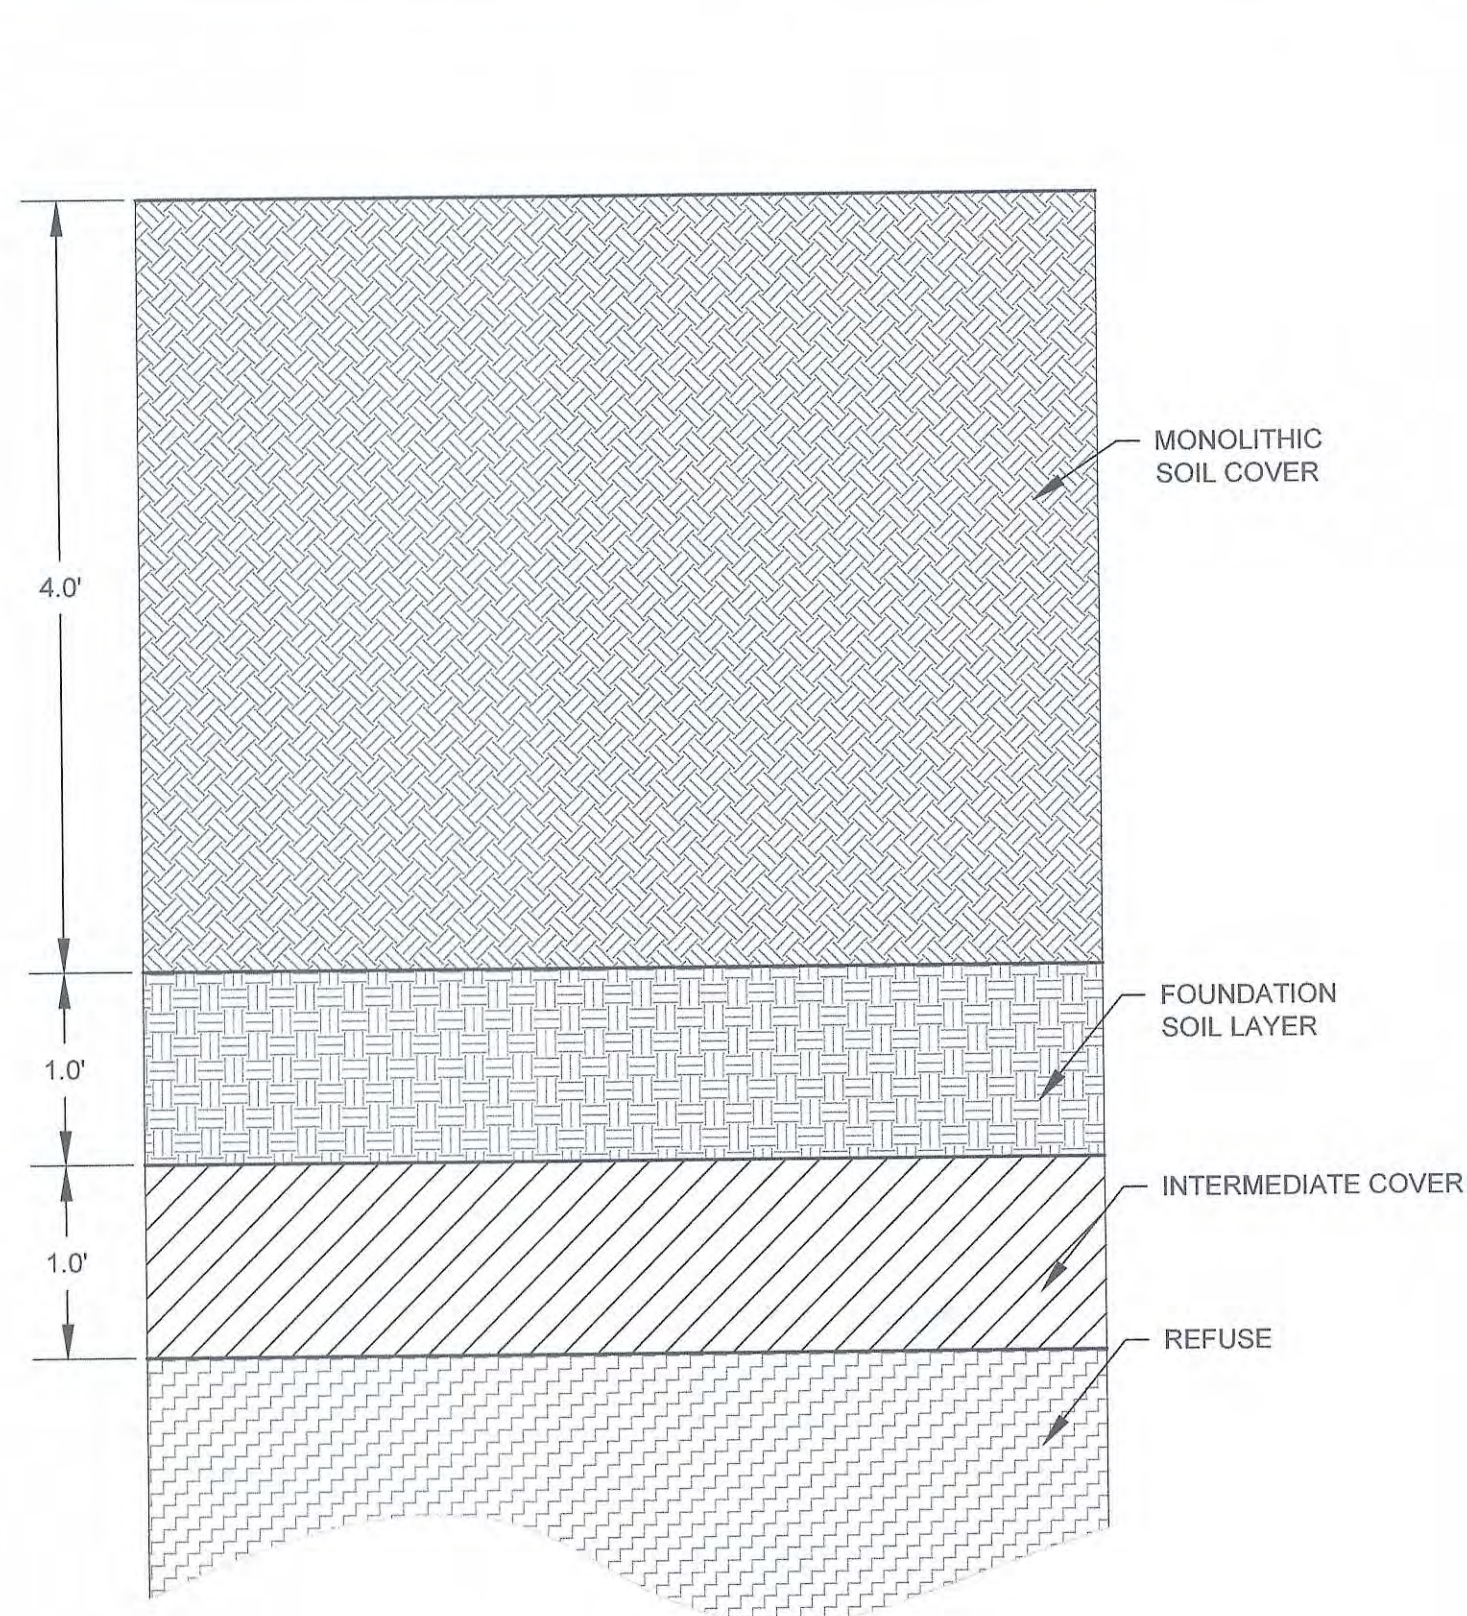 4.0'
MONOLITHIC
SOIL COVER
1.0'
FOUNDATION
SOIL LAYER
1.0'
INTERMEDIATE COVER
REFUSE